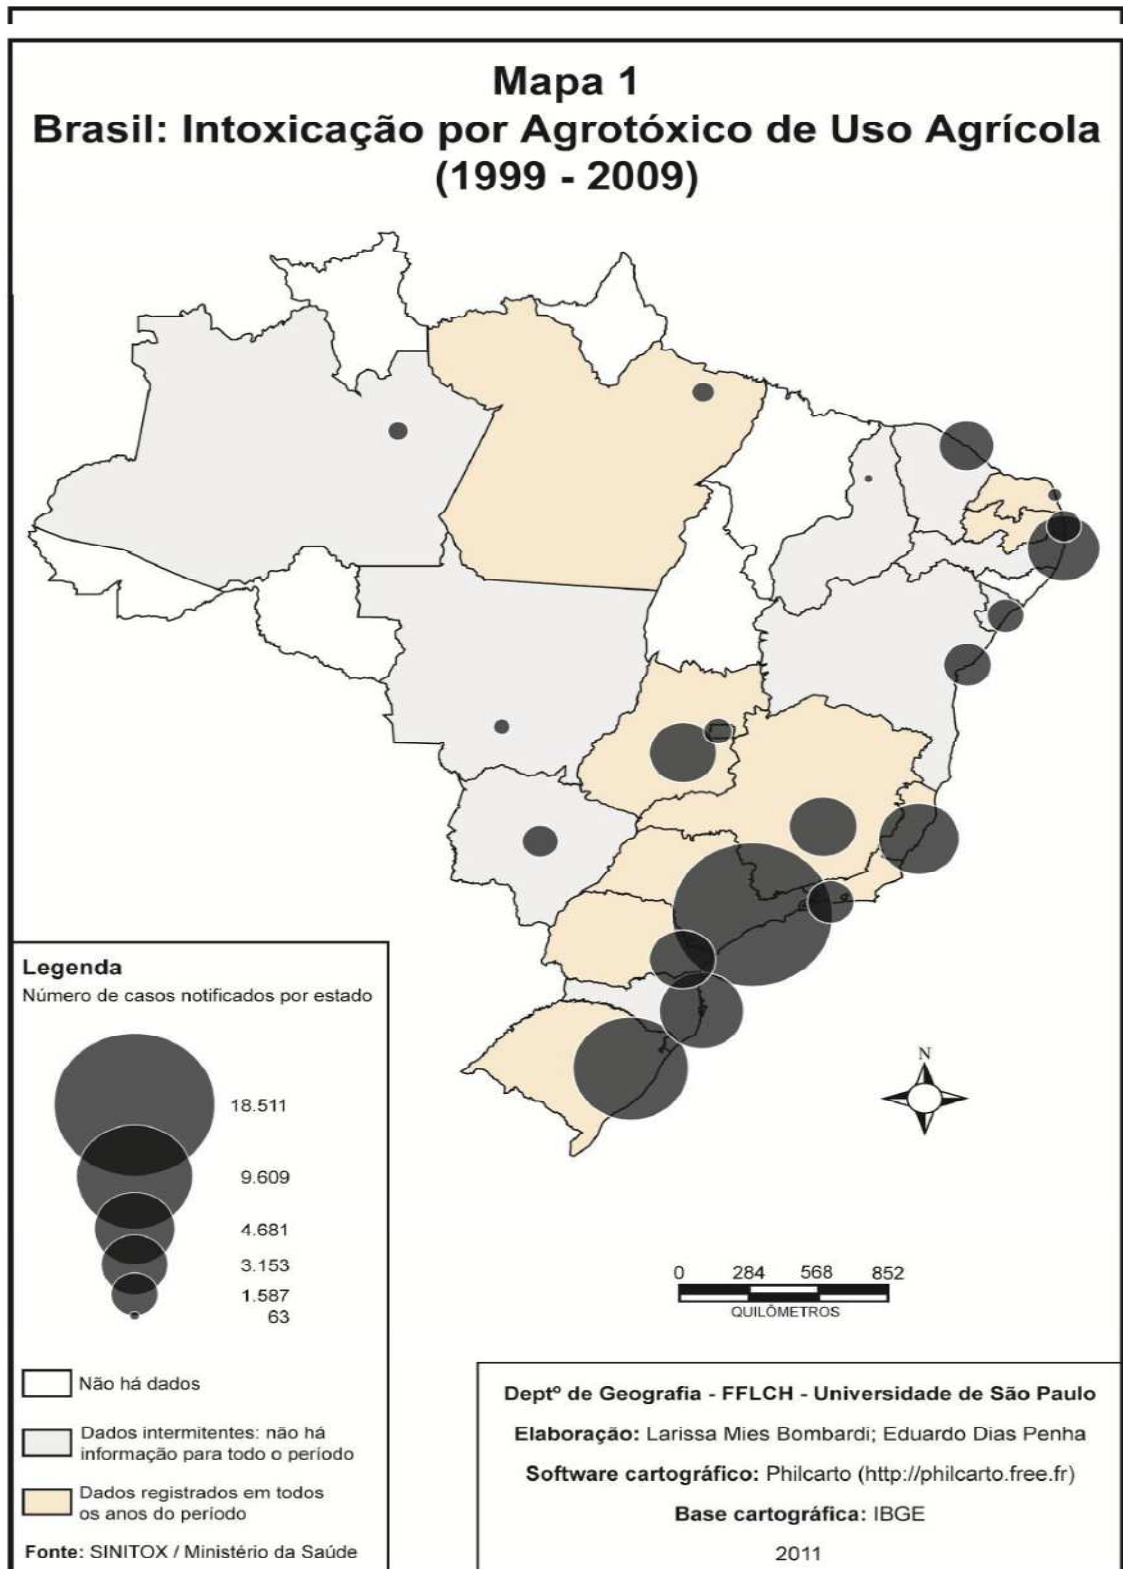 Mapa 1
Brasil: Intoxicação por Agrotóxico de Uso Agrícola
(1999 - 2009)
Legenda
Número de casos notificados por estado
18.511
9.609
4.681
3.153
1.587
63
Não há dados
Dados intermitentes: não há
informação para todo o período
Dados registrados em todos
os anos do período
Fonte: SINITOX / Ministério da Saúde
N
0 284 568 852
QUILÔMETROS
Deptº de Geografia - FFLCH - Universidade de São Paulo
Elaboração: Larissa Mies Bombardi; Eduardo Dias Penha
Software cartográfico: Philcarto (http://philcarto.free.fr)
Base cartográfica: IBGE
2011